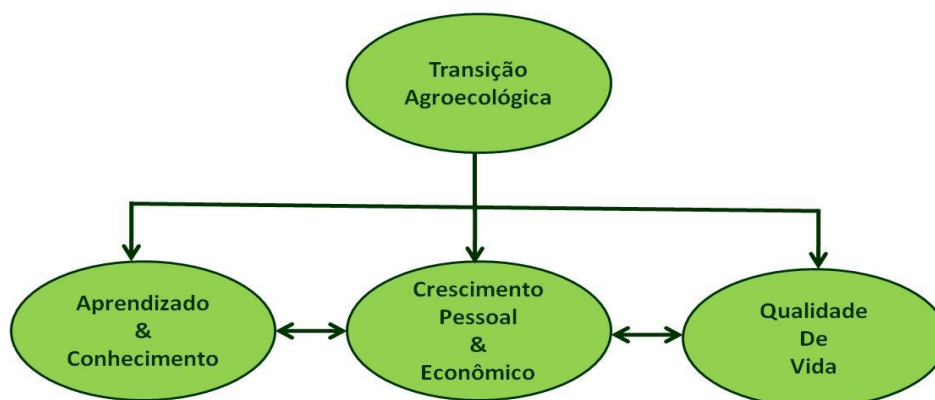 Transição
Agroecológica
Aprendizado
&
Conhecimento
Crescimento
Pessoal
&
Econômico
Qualidade
De
Vida